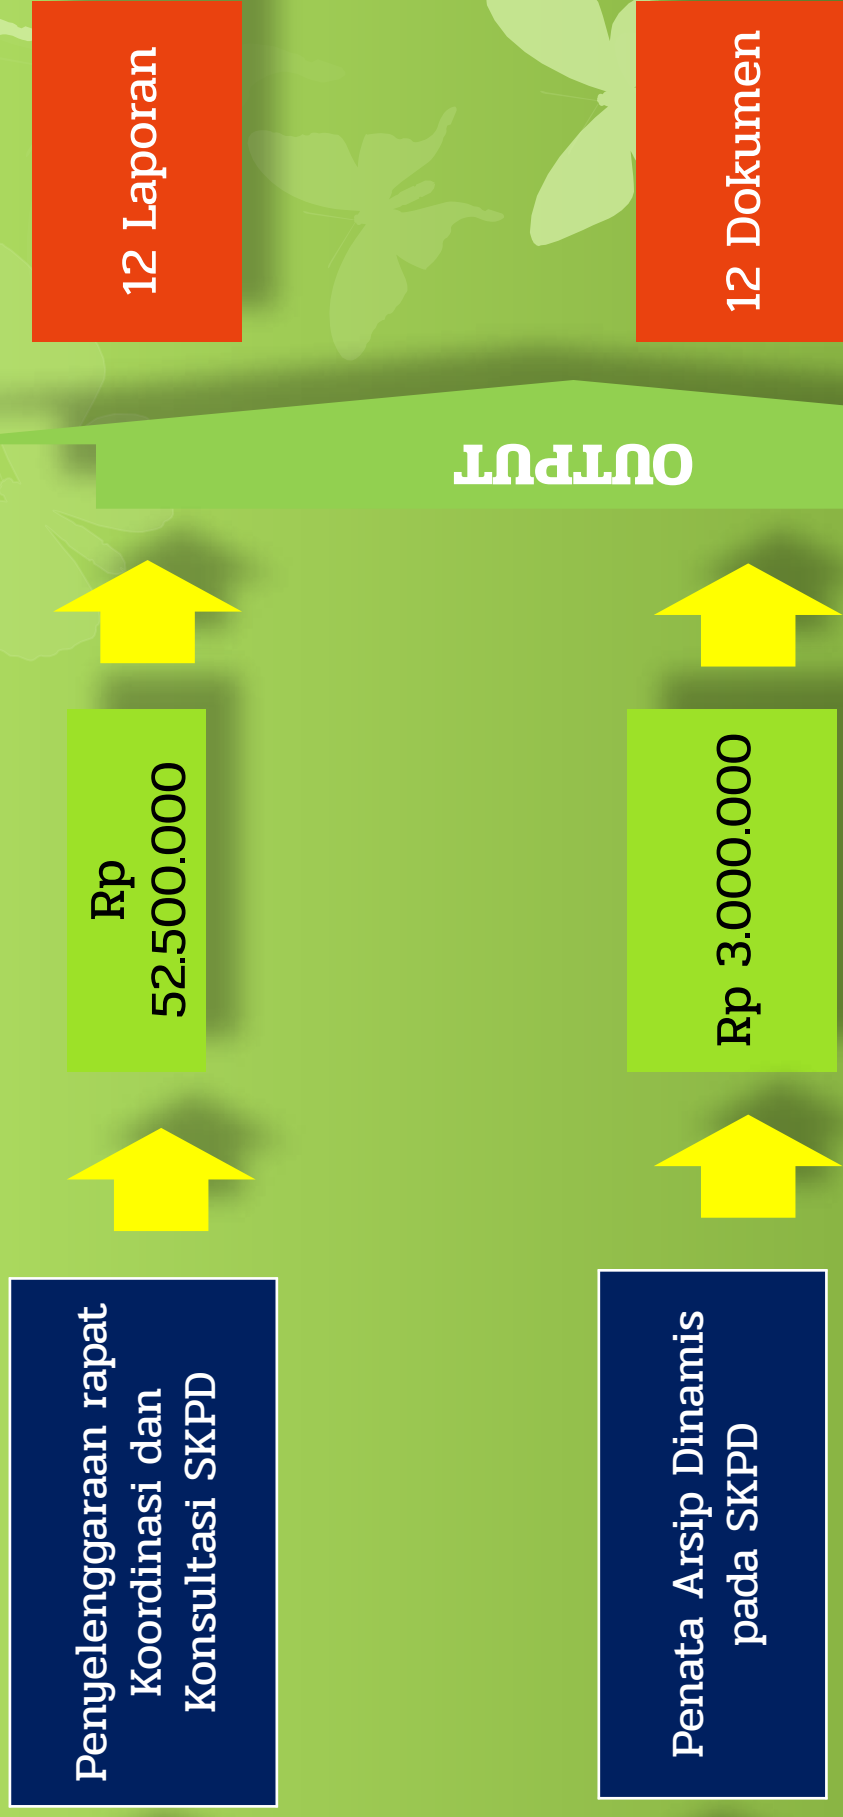 Penyelenggaraan rapat
Koordinasi dan
Konsultasi SKPD
Rp
52.500.000
12 Laporan
OUTPUT
Penata Arsip Dinamis
pada SKPD
Rp 3.000.000
12 Dokumen